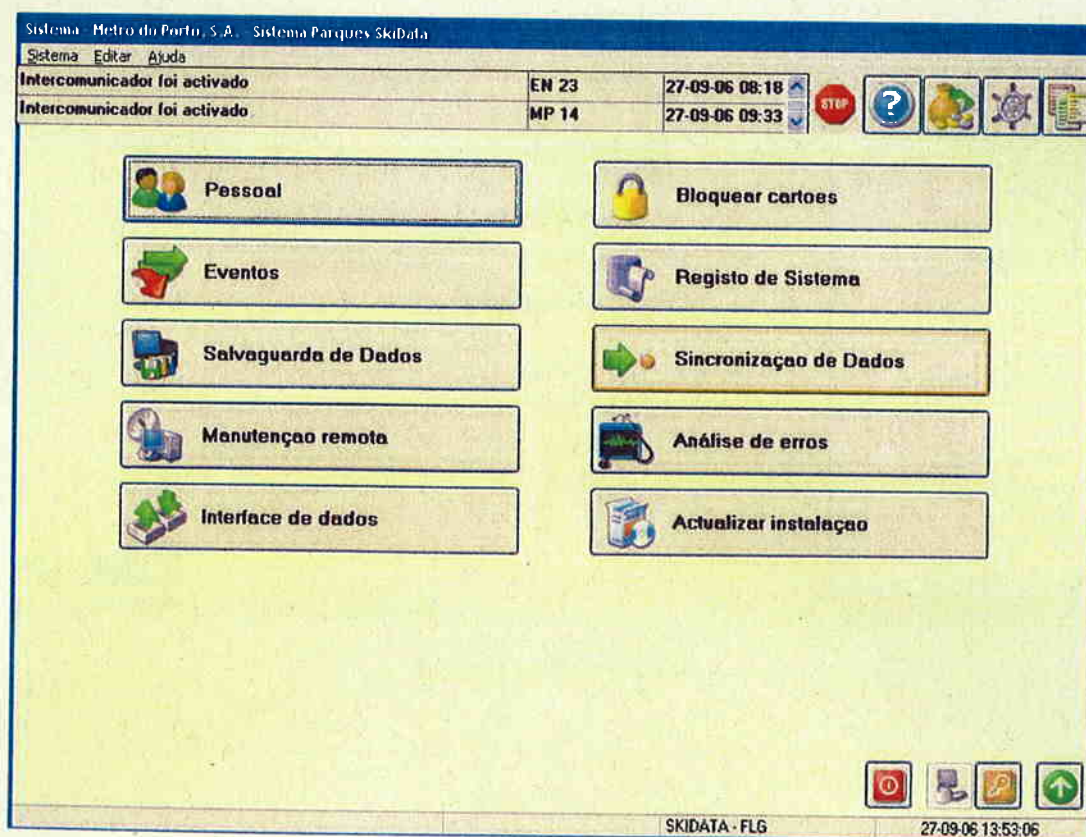 Sistema - Metro do Porto, S.A. - Sistema Parques SkiData
Sistema Editar Ajuda
Intercomunicador foi activado EN 23 27-09-06 08:18
Intercomunicador foi activado MP 14 27-09-06 09:33
STOP
?
Pessoal
Bloquear cartoes
Eventos
Registo de Sistema
Salvaguarda de Dados
Sincronizaçao de Dados
Manutençao remota
Análise de erros
Interface de dados
Actualizar instalaçao
SKIDATA - FLG 27-09-06 13:53:06